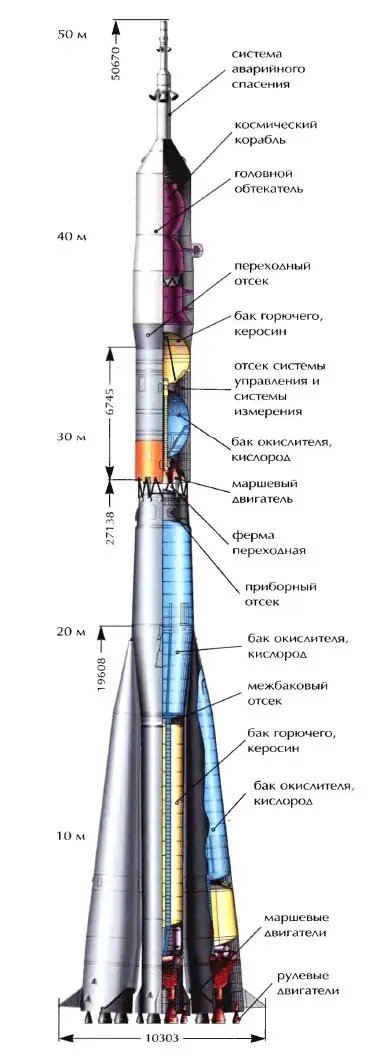 50 м
50670
система
аварийного
спасения
космический
корабль
головной
обтекатель
40 м
переходный
отсек
бак горючего,
керосин
6745
отсек системы
управления и
системы
измерения
30 м
бак окислителя,
кислород
маршевый
двигатель
27138
ферма
переходная
приборный
отсек
20 м
19608
бак окислителя,
кислород
межбаковый
отсек
бак горючего,
керосин
бак окислителя,
кислород
10 м
маршевые
двигатели
рулевые
двигатели
10303